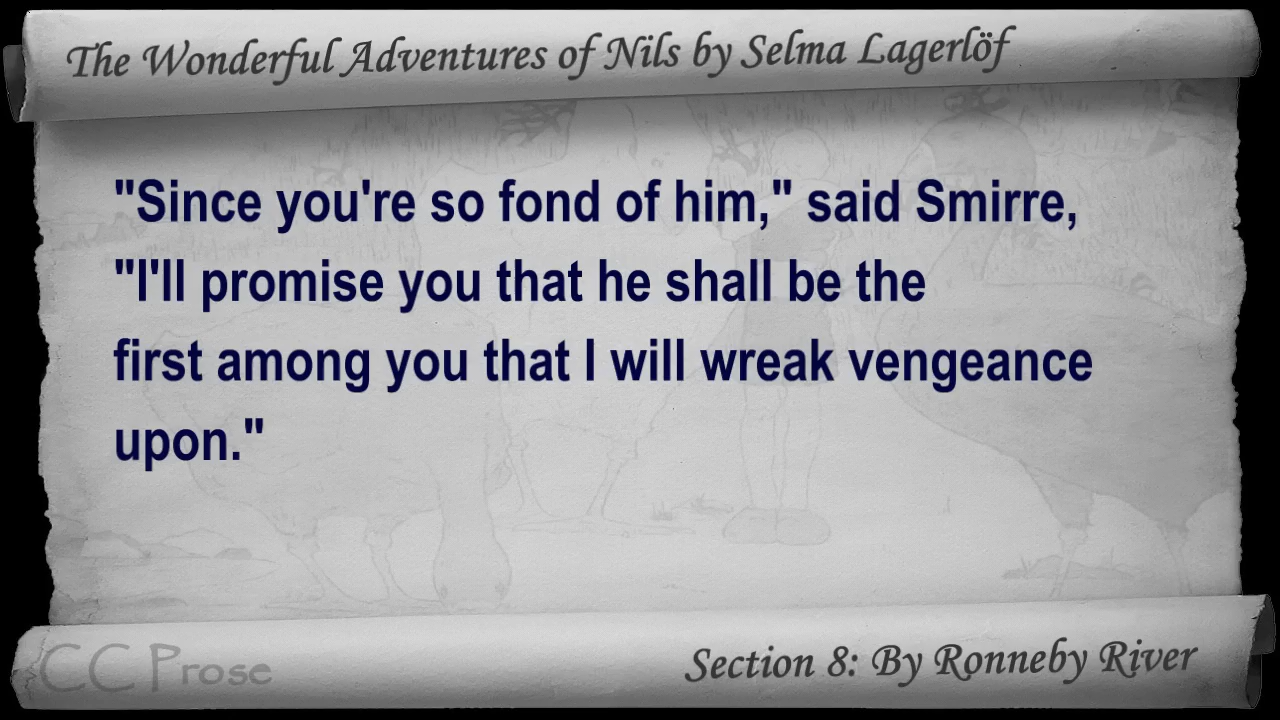 The Wonderful Adventures of Nils by Selma Lagerlöf
"Since you're so fond of him," said Smirre,
"I'll promise you that he shall be the
first among you that I will wreak vengeance
upon."
CC Prose
Section 8: By Ronneby River